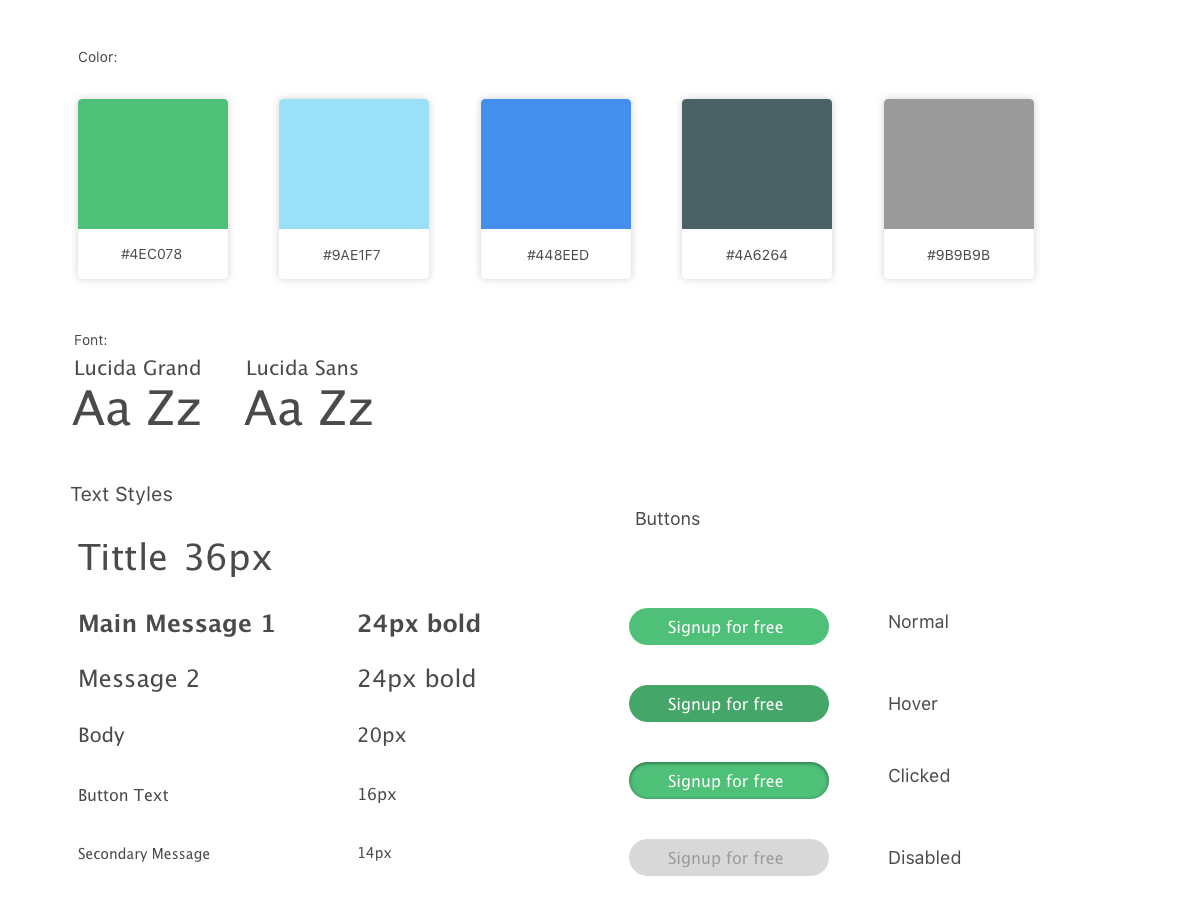 Color:
#4EC078
#9AE1F7
#448EED
#4A6264
#9B9B9B
Font:
Lucida Grand
Lucida Sans
Aa Zz
Aa Zz
Text Styles
Tittle 36px
Main Message 1
24px bold
Message 2
24px bold
Body
20px
Button Text
16px
Secondary Message
14px
Buttons
Signup for free
Normal
Signup for free
Hover
Signup for free
Clicked
Signup for free
Disabled